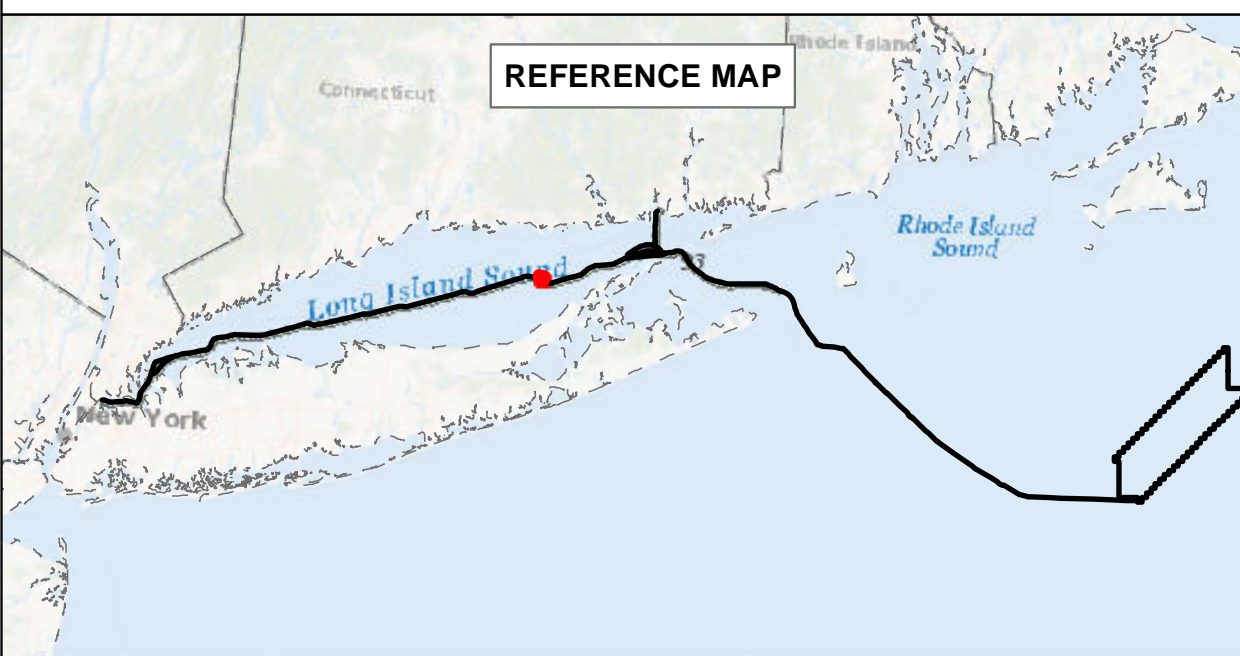 REFERENCE MAP
Rhode Island
Connecticut
Rhode Island
Sound
Long Island Sound
New York